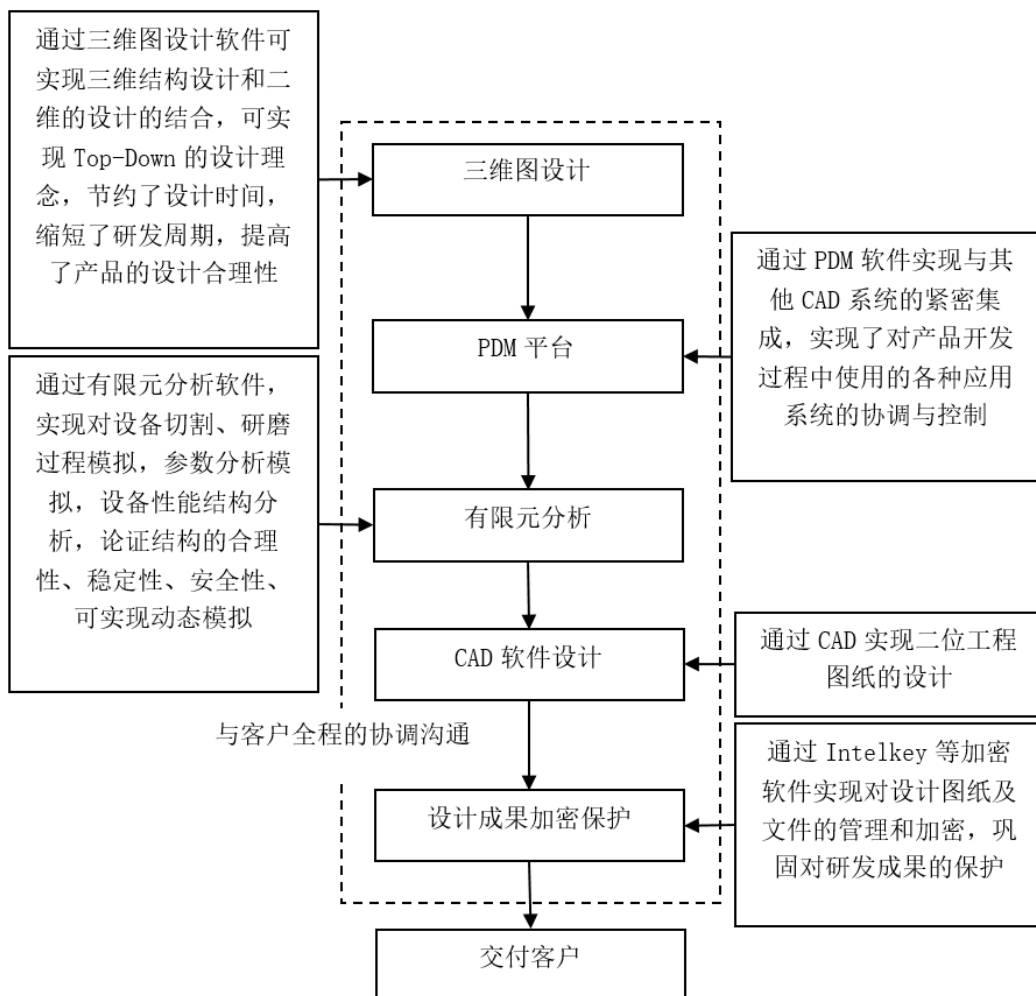 通过三维图设计软件可
实现三维结构设计和二
维的设计的结合，可实
现 Top-Down 的设计理
念，节约了设计时间，
缩短了研发周期，提高
了产品的设计合理性
三维图设计
通过 PDM 软件实现与其
他 CAD 系统的紧密集
成，实现了对产品开发
过程中使用的各种应用
系统的协调与控制
PDM 平台
通过有限元分析软件，
实现对设备切割、研磨
过程模拟，参数分析模
拟，设备性能结构分
析，论证结构的合理
性、稳定性、安全性、
可实现动态模拟
有限元分析
CAD 软件设计
通过 CAD 实现二位工程
图纸的设计
与客户全程的协调沟通
设计成果加密保护
通过 Intelkey 等加密
软件实现对设计图纸及
文件的管理和加密，巩
固对研发成果的保护
交付客户